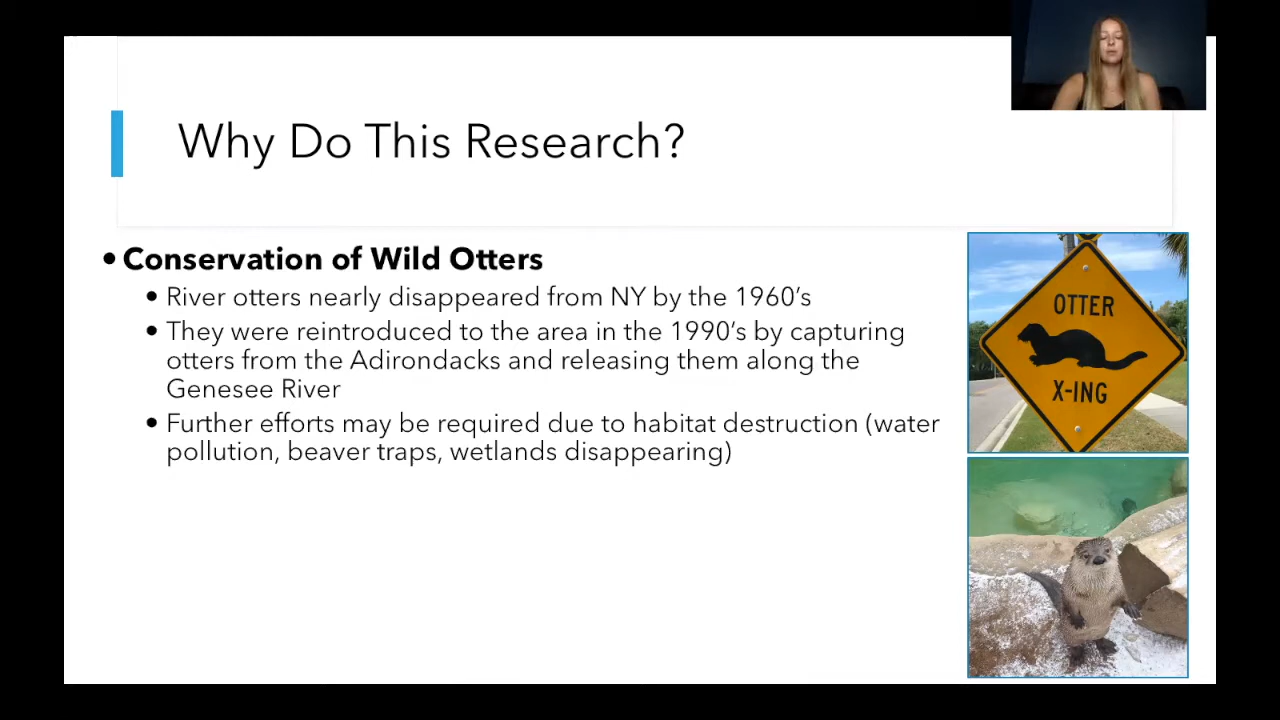 Why Do This Research?
• Conservation of Wild Otters
• River otters nearly disappeared from NY by the 1960's
• They were reintroduced to the area in the 1990's by capturing
otters from the Adirondacks and releasing them along the
Genesee River
• Further efforts may be required due to habitat destruction (water
pollution, beaver traps, wetlands disappearing)
OTTER
X-ING